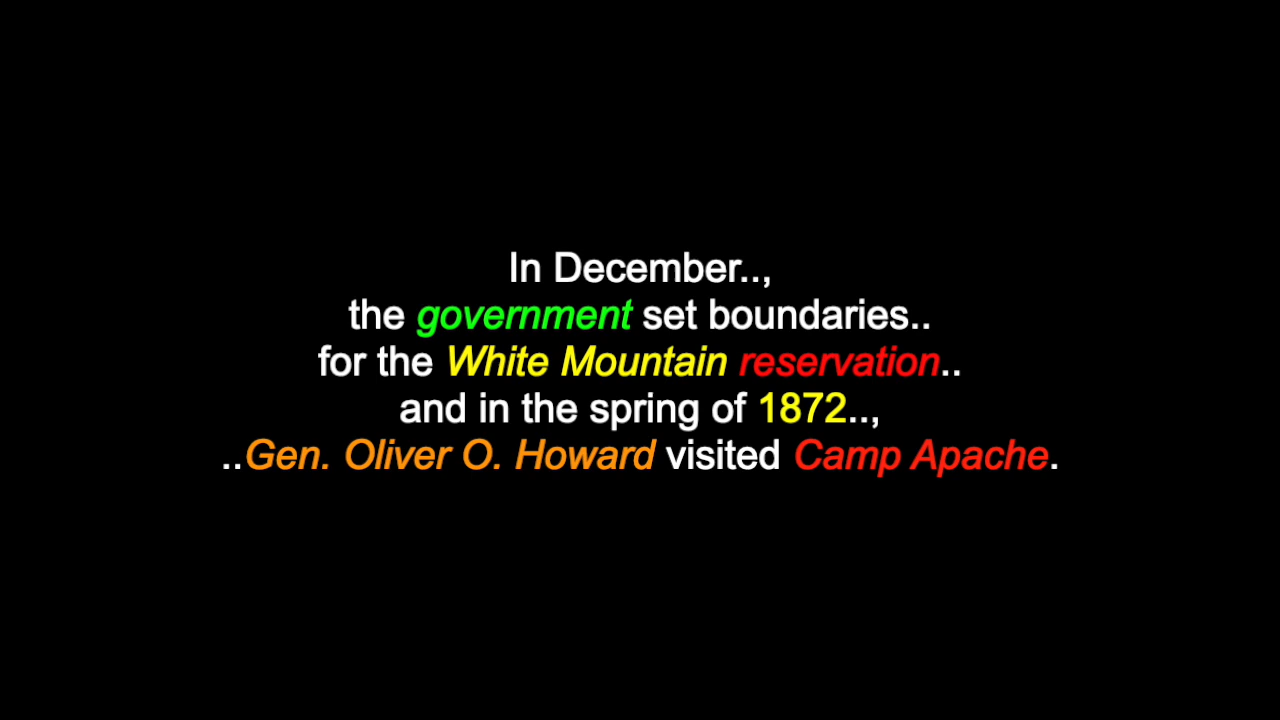 In December..,
the government set boundaries..
for the White Mountain reservation..
and in the spring of 1872..,
..Gen. Oliver O. Howard visited Camp Apache.